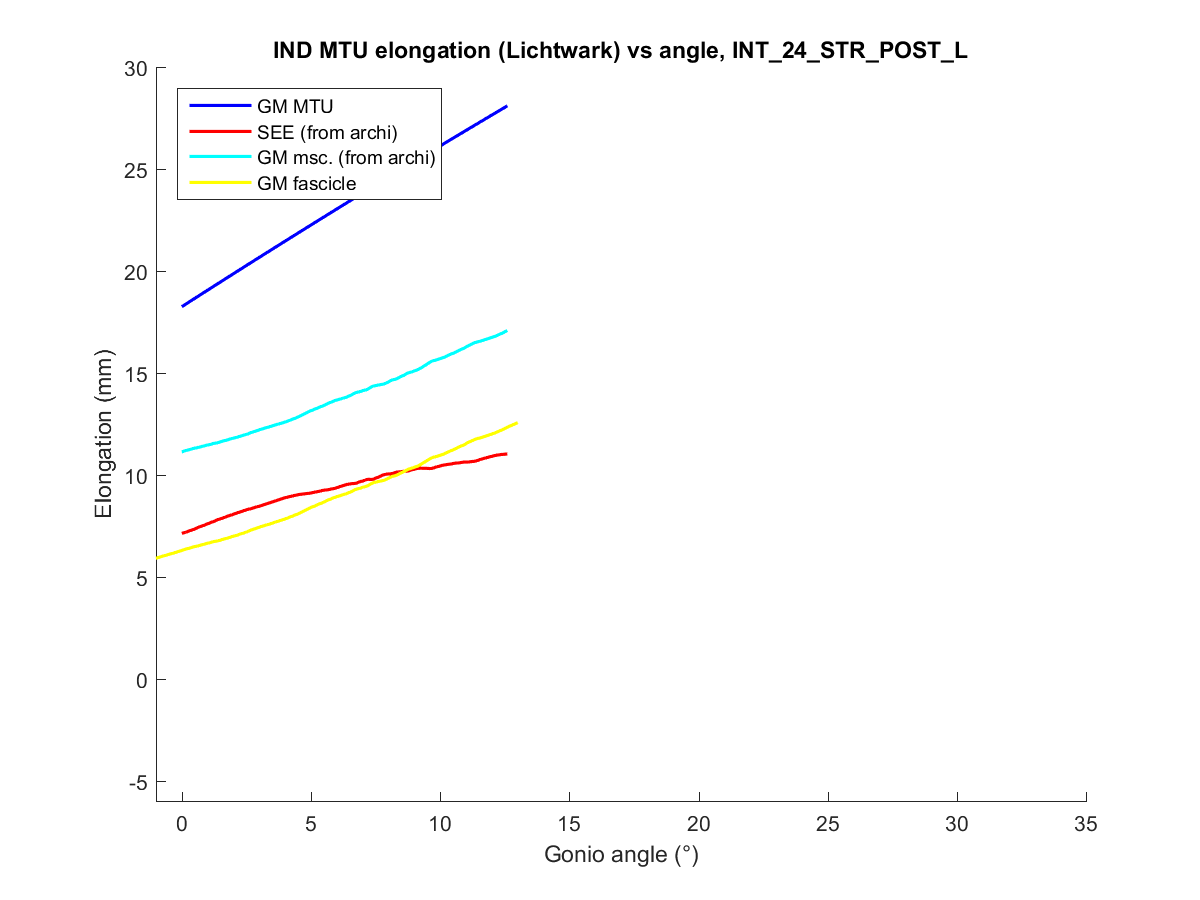 IND MTU elongation (Lichtwark) vs angle, INT_24_STR_POST_L
30
25
20
15
10
5
0
-5
Elongation (mm)
GM MTU
SEE (from archi)
GM msc. (from archi)
GM fascicle
0 5 10 15 20 25 30 35
Gonio angle (°)